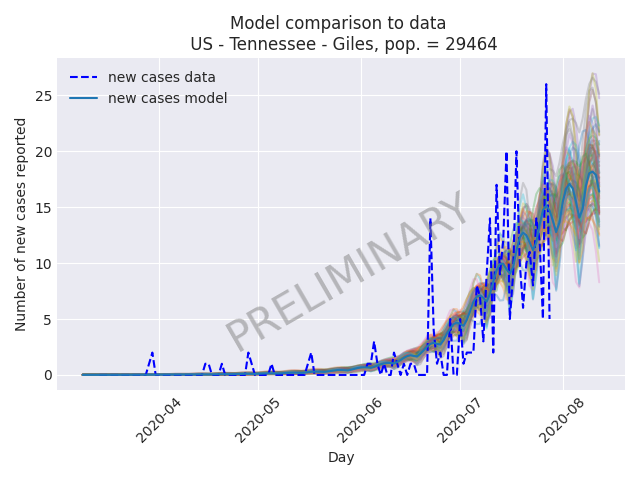 Model comparison to data
US - Tennessee - Giles, pop. = 29464
new cases data
new cases model
PRELIMINARY
Number of new cases reported
25
20
15
10
5
0
2020-04
2020-05
2020-06
2020-07
2020-08
Day